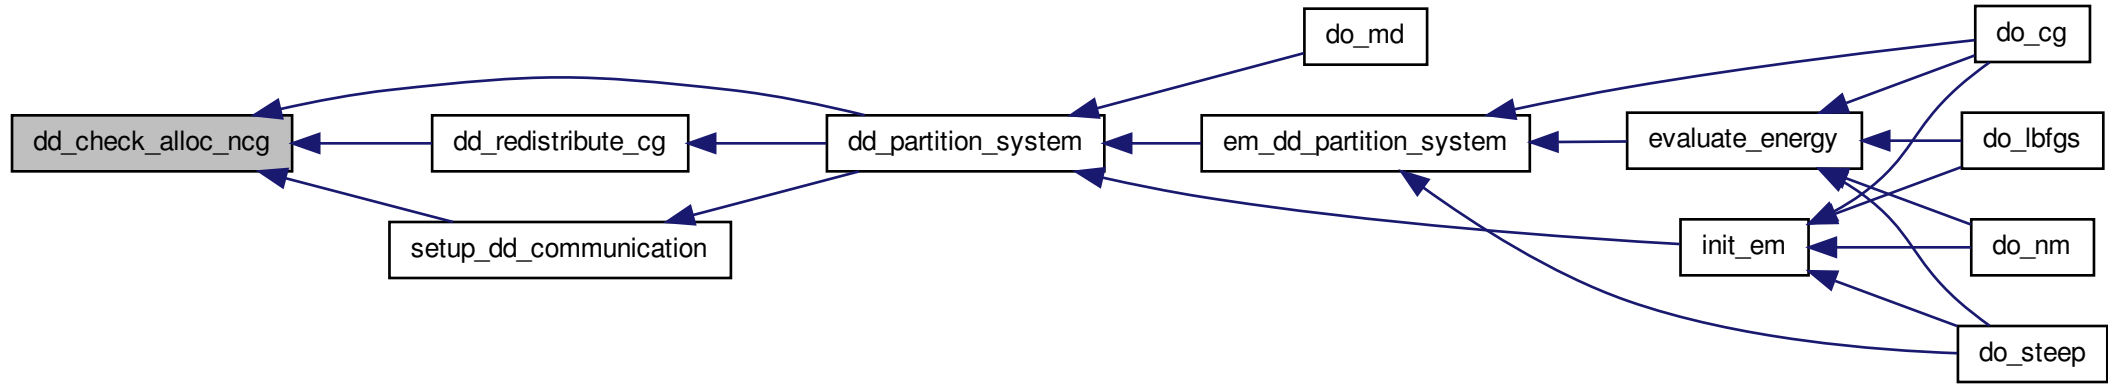 dd_check_alloc_ncg
dd_redistribute_cg
setup_dd_communication
dd_partition_system
do_md
em_dd_partition_system
evaluate_energy
init_em
do_cg
do_lbfgs
do_nm
do_steep